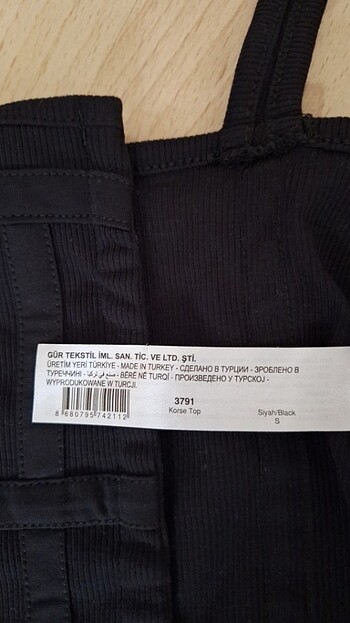 GÜR TEKSTİL İML. SAN. TİC. VE LTD. ŞTİ.
ÜRETİM YERİ TÜRKİYE - MADE IN TURKEY - СДЕЛАНО В ТУРЦИИ - ЗРОБЛЕНО В
ТУРЕЧЧИНІ - صنع في تركيا - BËRË NË TURQİ - ПРОИЗВЕДЕНО У ТУРСКОЈ -
WYPRODUKOWANE W TURCJI.
3791
8 680795 742112
Korse Top
Siyah/Black
S